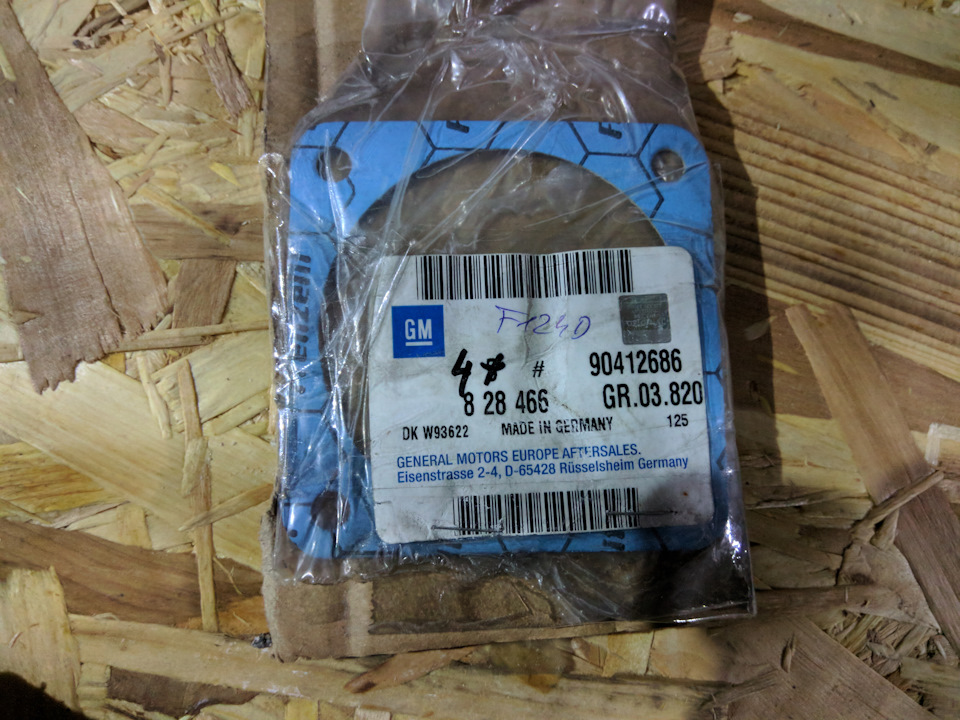 GM
F1240
4
# 90412686
8 28 466 GR.03.820
DK W93622 MADE IN GERMANY 125
GENERAL MOTORS EUROPE AFTERSALES.
Eisenstrasse 2-4, D-65428 Rüsselsheim Germany